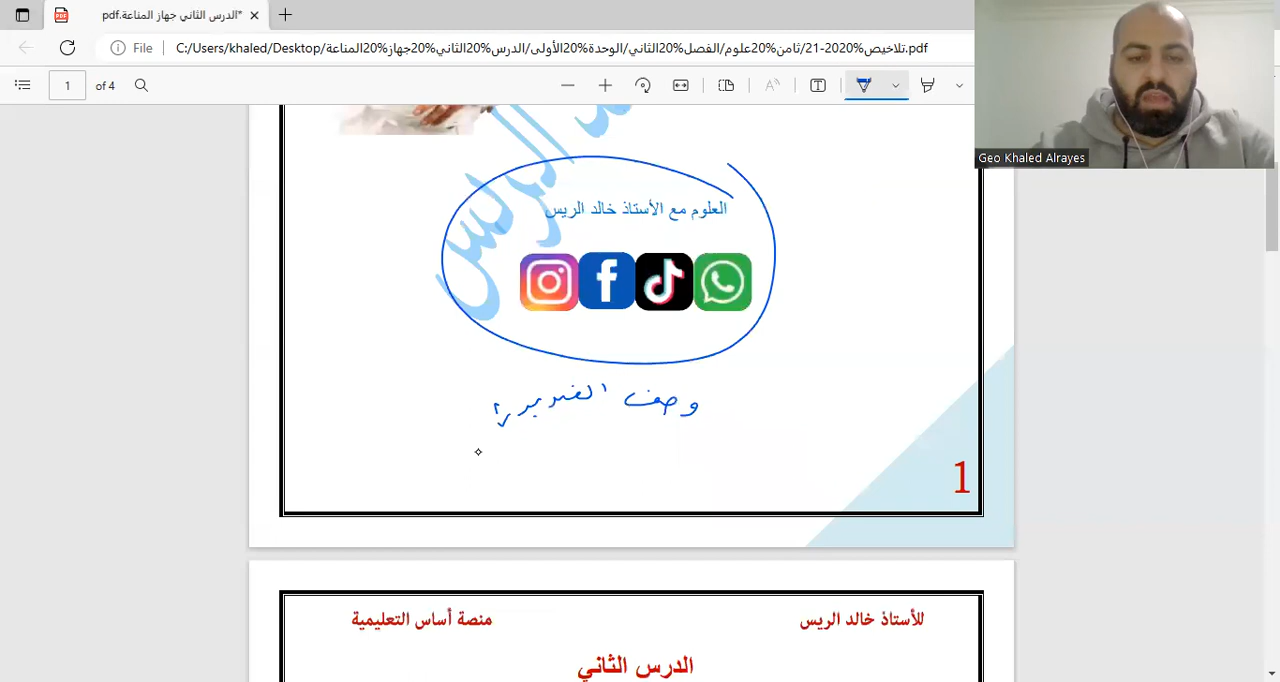 الدرس الثاني جهاز المناعة.pdf*
File
C:/Users/khaled/Desktop/تلاخيص%2020-21/ثامن%20علوم/الفصل%20الثاني/الوحدة%20الأولى/الدرس%20الثاني%20جهاز%20المناعة.pdf
1 of 4
Geo Khaled Alrayes
العلوم مع الأستاذ خالد الريس
وصف الفيديو
1
للأستاذ خالد الريس
منصة أساس التعليمية
الدرس الثاني